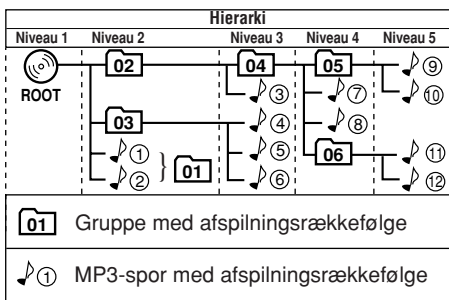 Hierarki
Niveau 1 Niveau 2 Niveau 3 Niveau 4 Niveau 5
02 04 05 ⑨
ROOT ③ ⑦ ⑩
03 ④ ⑧
① ⑤ 06 ⑪
② } 01 ⑥ ⑫
01 Gruppe med afspilningsrækkefølge
① MP3-spor med afspilningsrækkefølge